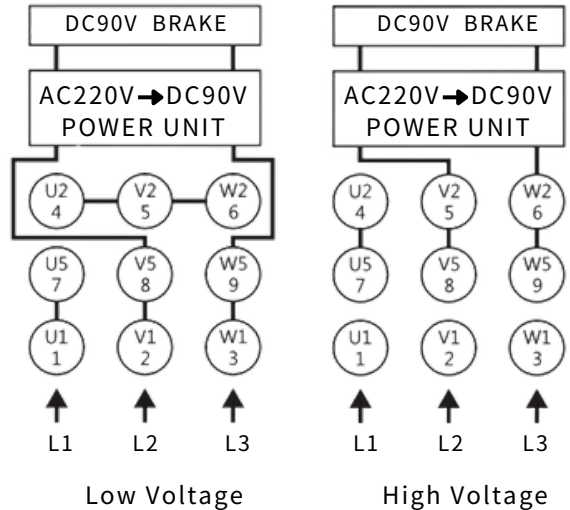 DC90V BRAKE
AC220V→DC90V
POWER UNIT
U2 V2 W2
4 5 6
U5 V5 W5
7 8 9
U1 V1 W1
1 2 3
L1 L2 L3
Low Voltage
DC90V BRAKE
AC220V→DC90V
POWER UNIT
U2 V2 W2
4 5 6
U5 V5 W5
7 8 9
U1 V1 W1
1 2 3
L1 L2 L3
High Voltage